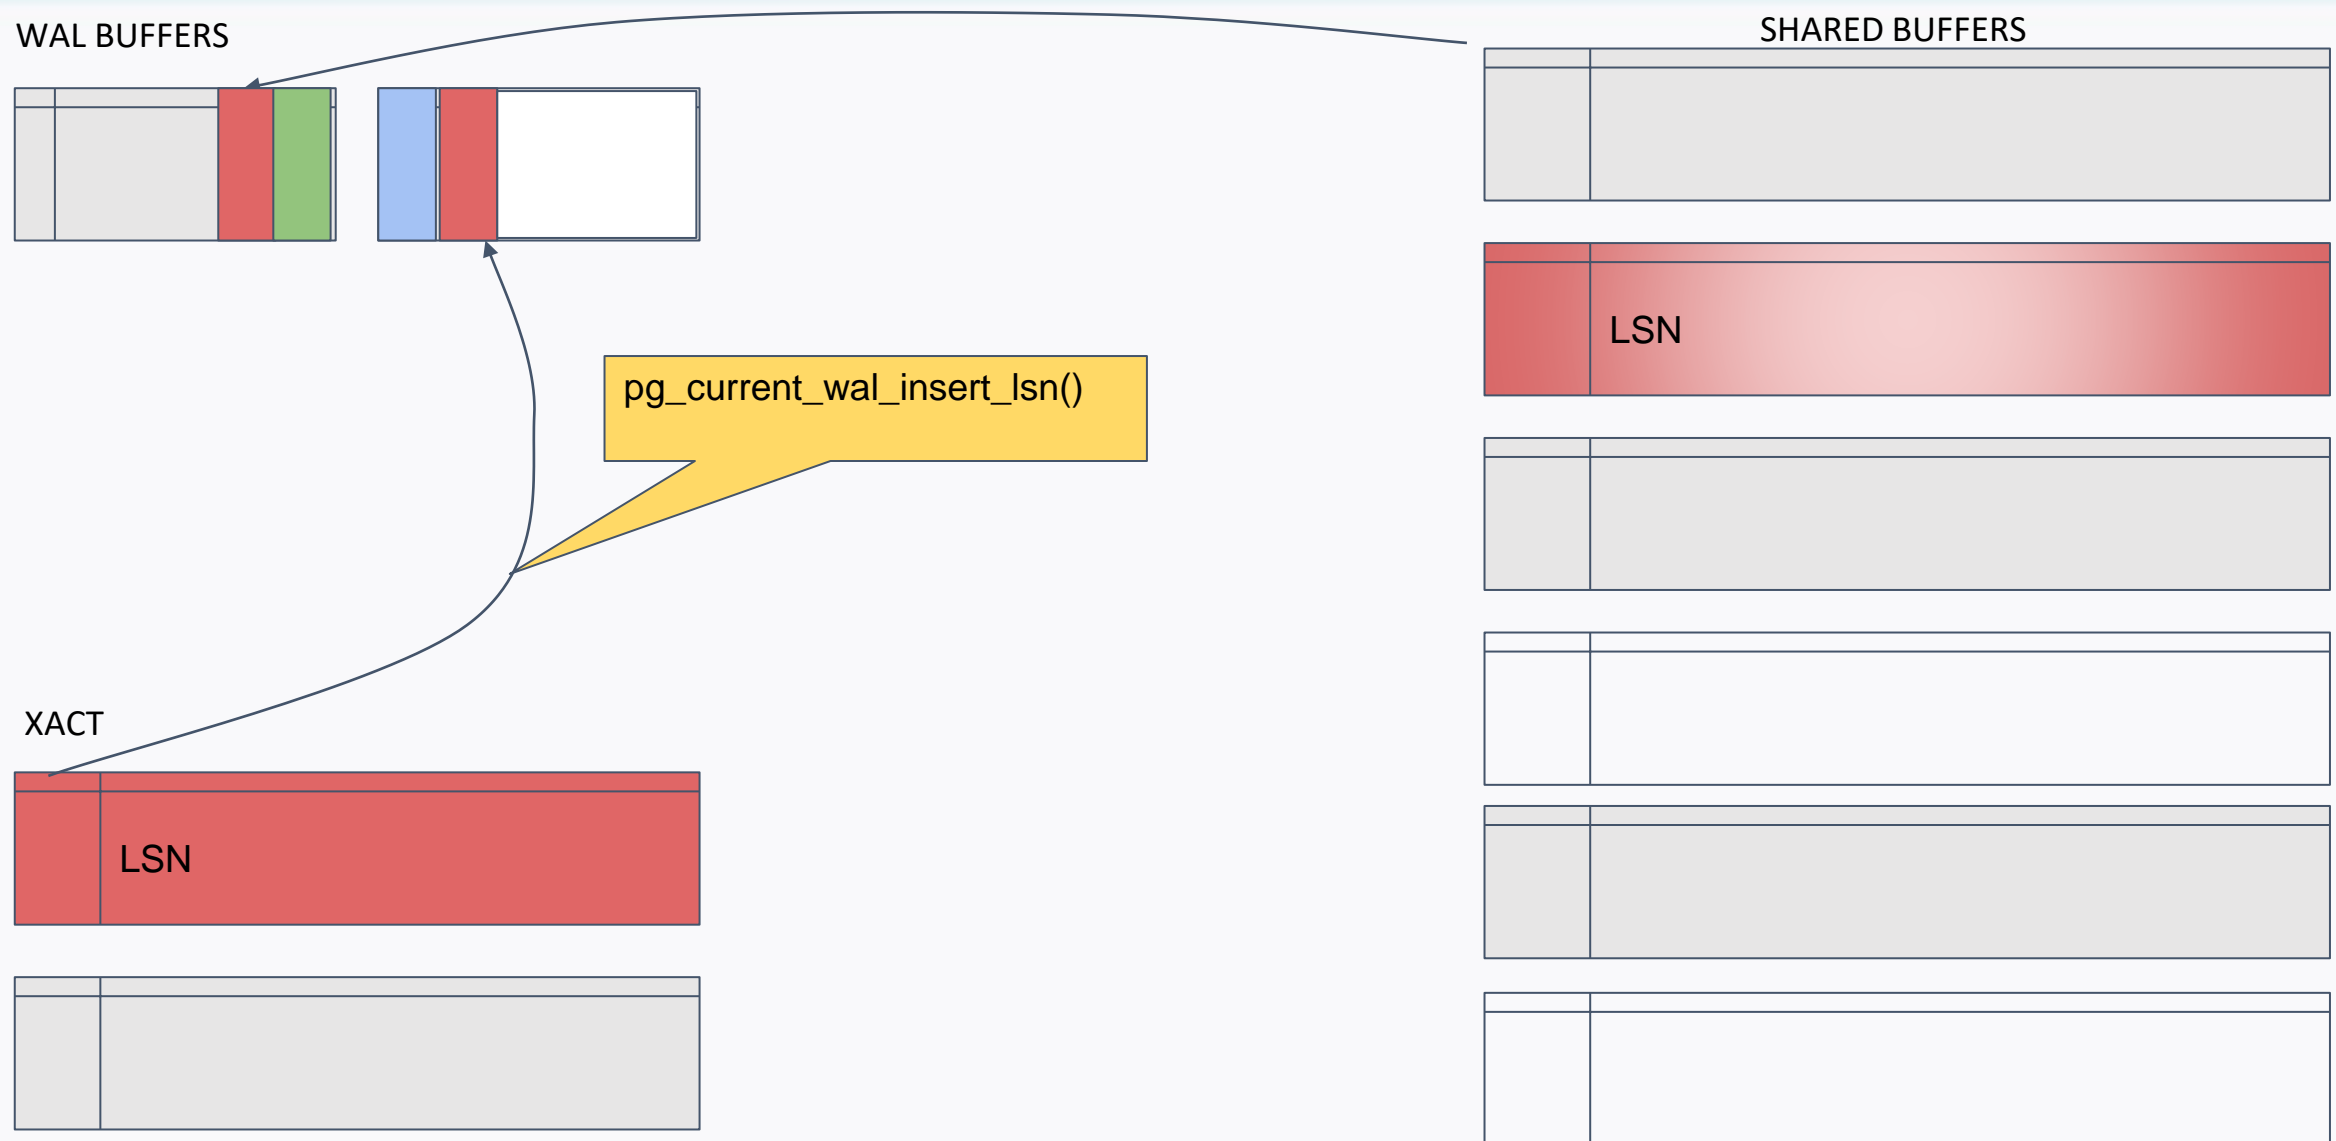 WAL BUFFERS
SHARED BUFFERS
LSN
pg_current_wal_insert_lsn()
XACT
LSN